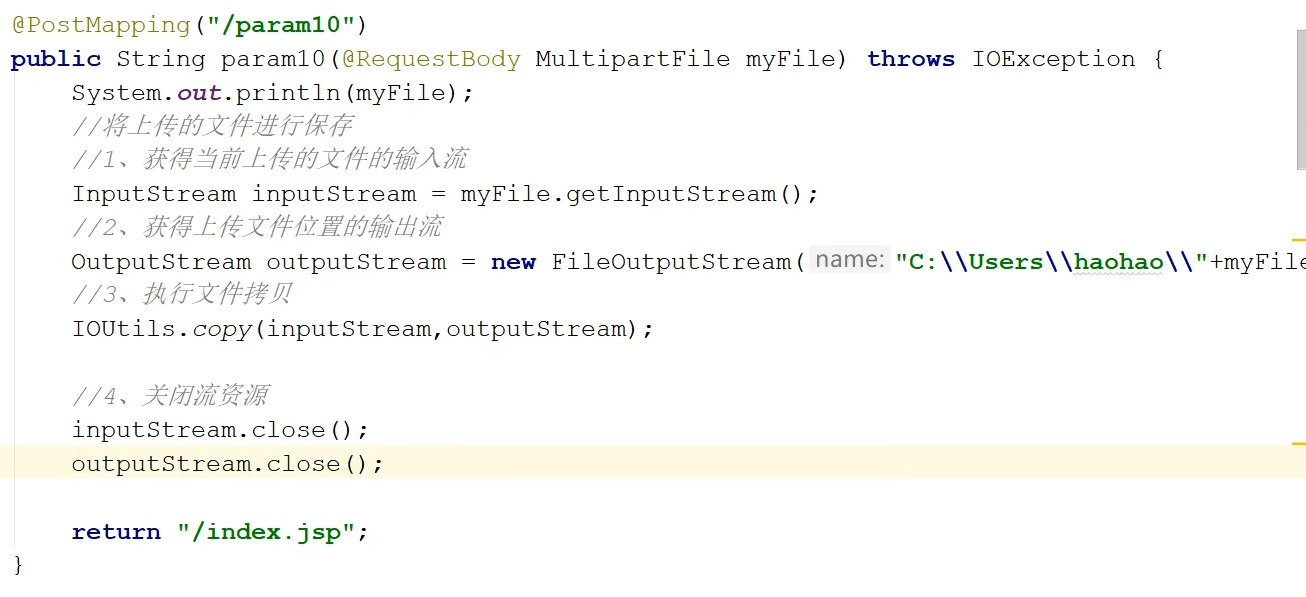 @PostMapping("/param10")
public String param10(@RequestBody MultipartFile myFile) throws IOException {
System.out.println(myFile);
//将上传的文件进行保存
//1、获得当前上传的文件的输入流
InputStream inputStream = myFile.getInputStream();
//2、获得上传文件位置的输出流
OutputStream outputStream = new FileOutputStream( name: "C:\\Users\\haohao\\"+myFile
//3、执行文件拷贝
IOUtils.copy(inputStream,outputStream);
//4、关闭流资源
inputStream.close();
outputStream.close();
return "/index.jsp";
}